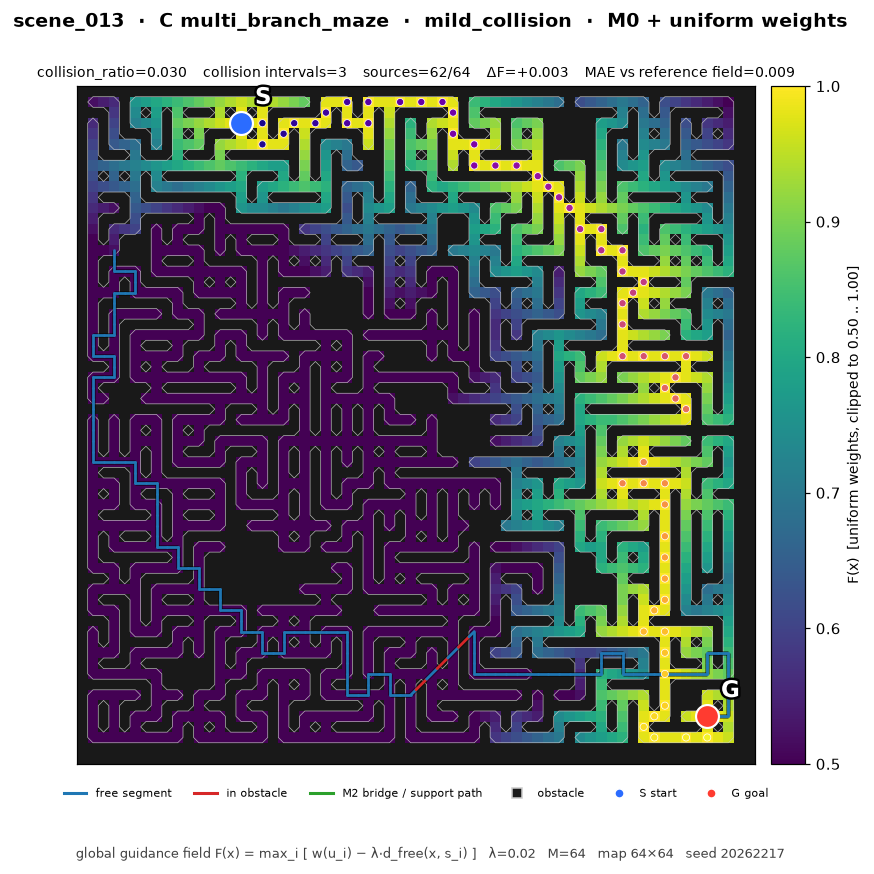 scene_013 · C multi_branch_maze · mild_collision · M0 + uniform weights
collision_ratio=0.030 collision intervals=3 sources=62/64 ΔF=+0.003 MAE vs reference field=0.009
S
G
1.0
0.9
0.8
0.7
0.6
0.5
F(x) [uniform weights, clipped to 0.50 .. 1.00]
free segment
in obstacle
M2 bridge / support path
obstacle
S start
G goal
global guidance field F(x) = max_i [ w(u_i) − λ·d_free(x, s_i) ] λ=0.02 M=64 map 64×64 seed 20262217